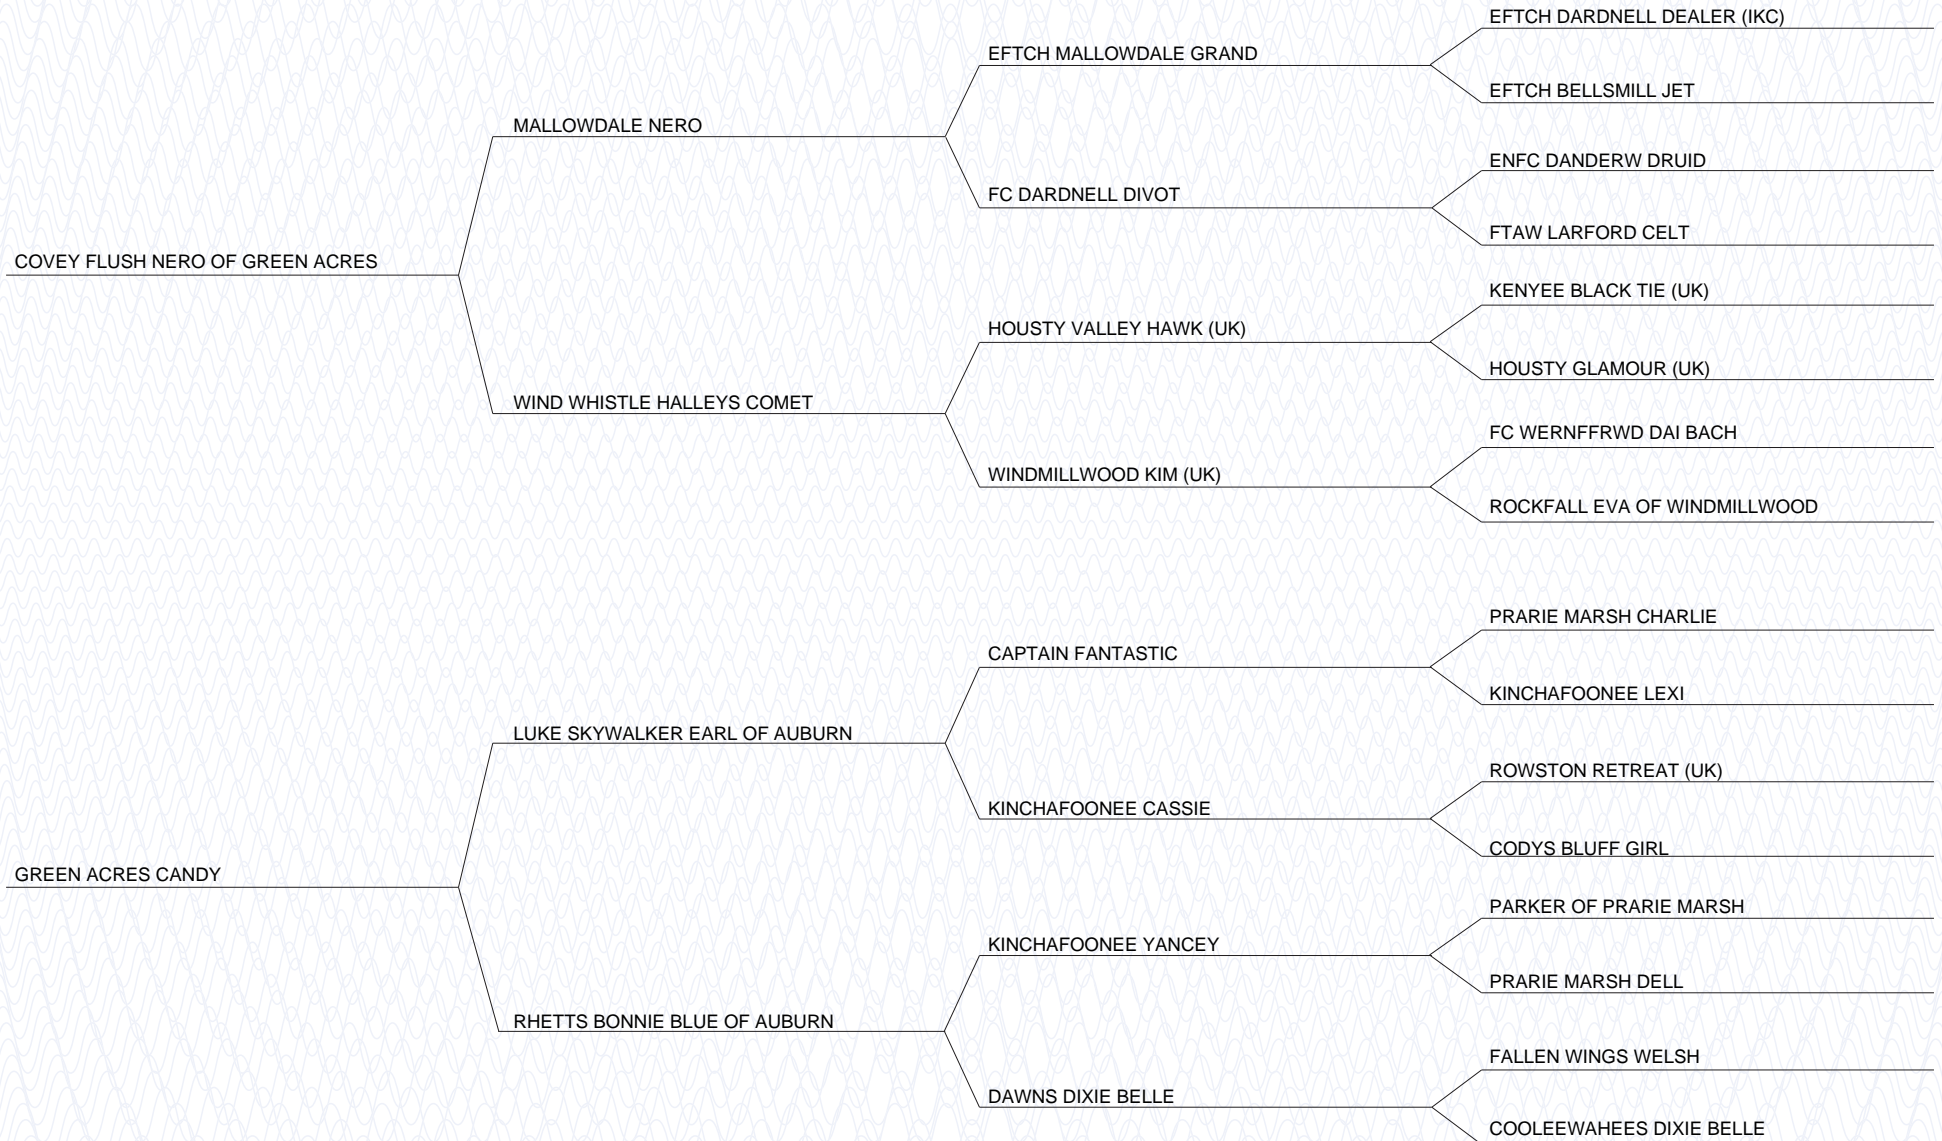 EFTCH DARDNELL DEALER (IKC)
EFTCH MALLOWDALE GRAND
EFTCH BELLSMILL JET
MALLOWDALE NERO
ENFC DANDERW DRUID
FC DARDNELL DIVOT
FTAW LARFORD CELT
COVEY FLUSH NERO OF GREEN ACRES
KENYEE BLACK TIE (UK)
HOUSTY VALLEY HAWK (UK)
HOUSTY GLAMOUR (UK)
WIND WHISTLE HALLEYS COMET
FC WERNFFRWD DAI BACH
WINDMILLWOOD KIM (UK)
ROCKFALL EVA OF WINDMILLWOOD
PRARIE MARSH CHARLIE
CAPTAIN FANTASTIC
KINCHAFOONEE LEXI
LUKE SKYWALKER EARL OF AUBURN
ROWSTON RETREAT (UK)
KINCHAFOONEE CASSIE
CODYS BLUFF GIRL
GREEN ACRES CANDY
PARKER OF PRARIE MARSH
KINCHAFOONEE YANCEY
PRARIE MARSH DELL
RHETTS BONNIE BLUE OF AUBURN
FALLEN WINGS WELSH
DAWNS DIXIE BELLE
COOLEEWAHEES DIXIE BELLE